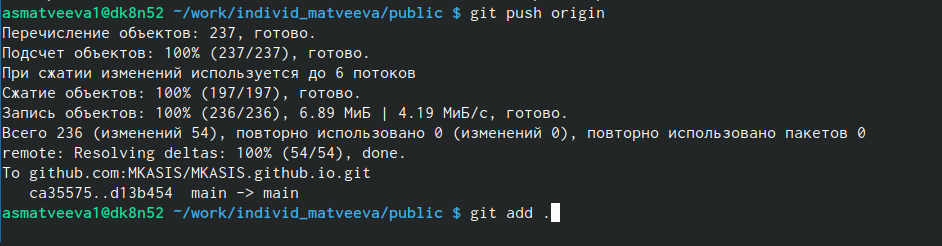 asmatveeva1@dk8n52 ~/work/individ_matveeva/public $ git push origin
Перечисление объектов: 237, готово.
Подсчет объектов: 100% (237/237), готово.
При сжатии изменений используется до 6 потоков
Сжатие объектов: 100% (197/197), готово.
Запись объектов: 100% (236/236), 6.89 МиБ | 4.19 МиБ/с, готово.
Всего 236 (изменений 54), повторно использовано 0 (изменений 0), повторно использовано пакетов 0
remote: Resolving deltas: 100% (54/54), done.
To github.com:MKASIS/MKASIS.github.io.git
   ca35575..d13b454  main -> main
asmatveeva1@dk8n52 ~/work/individ_matveeva/public $ git add .